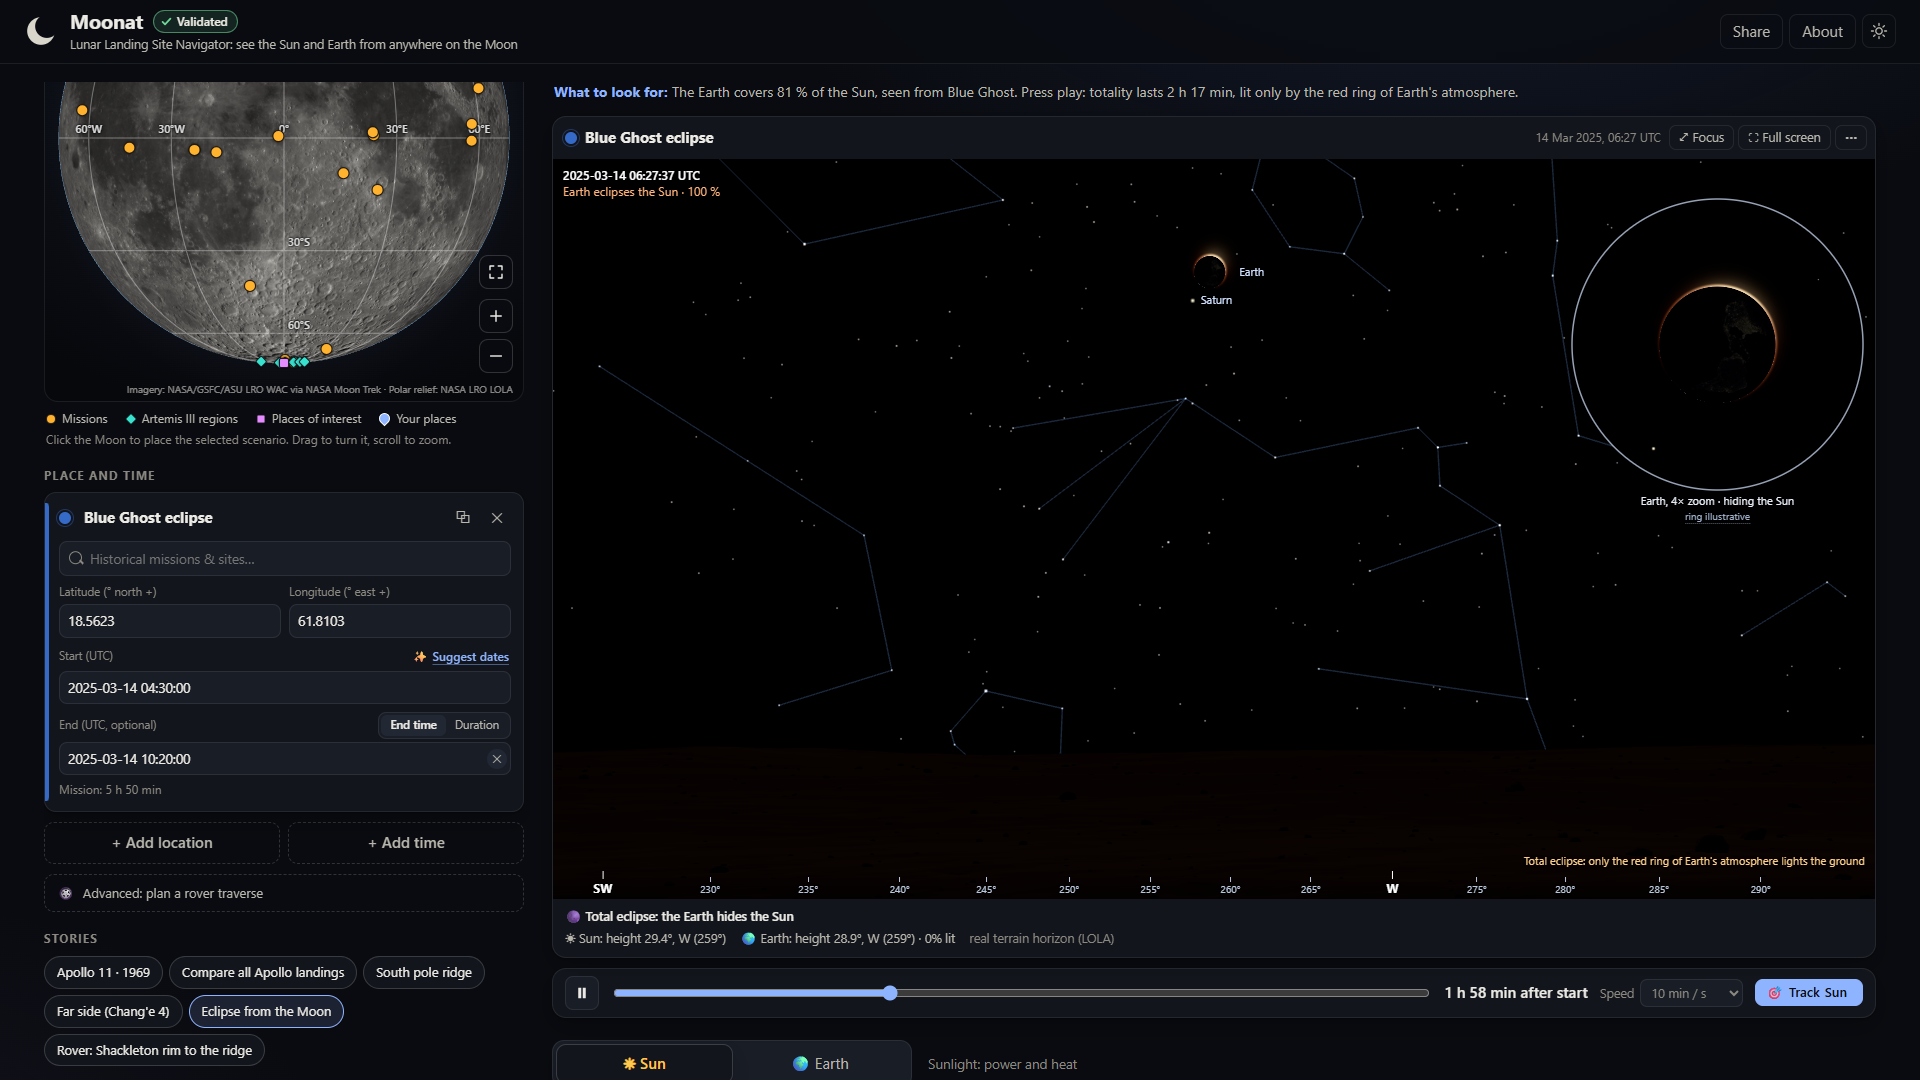 Moonat
Validated
Lunar Landing Site Navigator: see the Sun and Earth from anywhere on the Moon
Share
About
60°W
30°W
0°
30°E
30°S
60°S
Imagery: NASA/GSFC/ASU LRO WAC via NASA Moon Trek · Polar relief: NASA LRO LOLA
Missions
Artemis III regions
Places of interest
Your places
Click the Moon to place the selected scenario. Drag to turn it, scroll to zoom.
PLACE AND TIME
Blue Ghost eclipse
Historical missions & sites...
Latitude (° north +)
Longitude (° east +)
18.5623
61.8103
Start (UTC)
Suggest dates
2025-03-14 04:30:00
End (UTC, optional)
End time
Duration
2025-03-14 10:20:00
Mission: 5 h 50 min
+ Add location
+ Add time
Advanced: plan a rover traverse
STORIES
Apollo 11 · 1969
Compare all Apollo landings
South pole ridge
Far side (Chang'e 4)
Eclipse from the Moon
Rover: Shackleton rim to the ridge
What to look for: The Earth covers 81 % of the Sun, seen from Blue Ghost. Press play: totality lasts 2 h 17 min, lit only by the red ring of Earth's atmosphere.
Blue Ghost eclipse
14 Mar 2025, 06:27 UTC
Focus
Full screen
2025-03-14 06:27:37 UTC
Earth eclipses the Sun · 100 %
Earth
Saturn
Earth, 4× zoom · hiding the Sun
ring illustrative
Total eclipse: only the red ring of Earth's atmosphere lights the ground
SW
230°
235°
240°
245°
250°
255°
260°
265°
W
275°
280°
285°
290°
Total eclipse: the Earth hides the Sun
Sun: height 29.4°, W (259°)
Earth: height 28.9°, W (259°) · 0% lit
real terrain horizon (LOLA)
1 h 58 min after start
Speed
10 min / s
Track Sun
Sun
Earth
Sunlight: power and heat